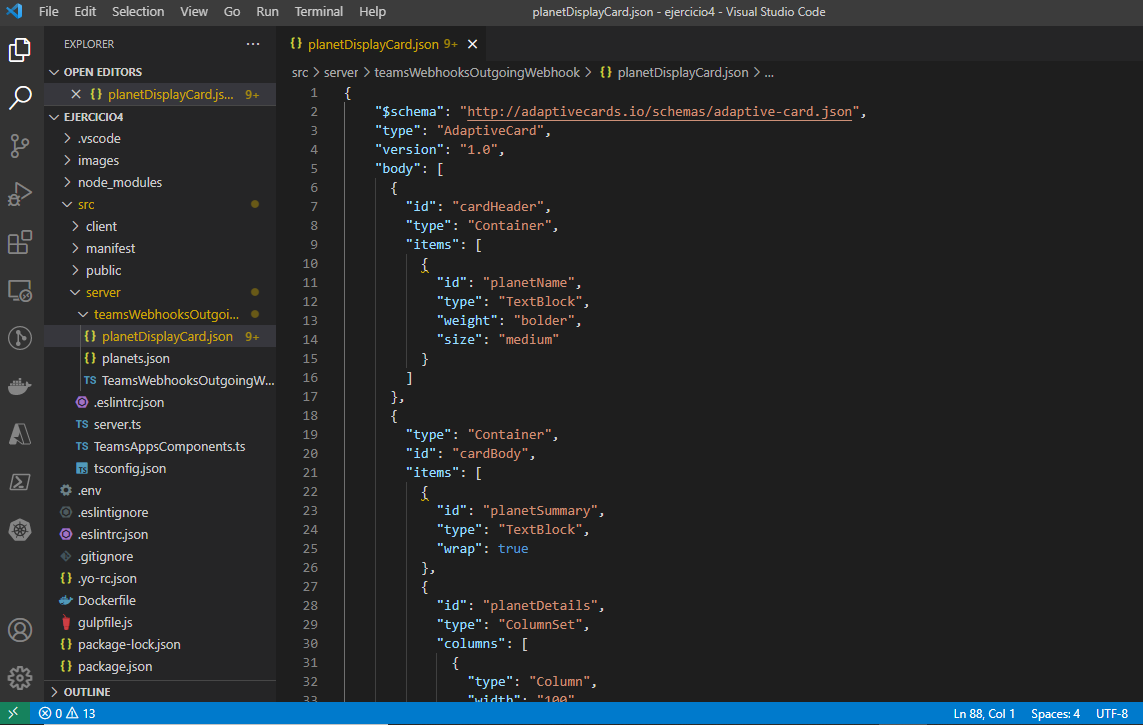 File Edit Selection View Go Run Terminal Help planetDisplayCard.json - ejercicio4 - Visual Studio Code
EXPLORER ...
OPEN EDITORS
{} planetDisplayCard.js... 9+
EJERCICIO4
.vscode
images
node_modules
src
client
manifest
public
server
teamsWebhooksOutgoi...
{} planetDisplayCard.json 9+
{} planets.json
TS TeamsWebhooksOutgoingW...
.eslintrc.json
TS server.ts
TS TeamsAppsComponents.ts
TS tsconfig.json
.env
.eslintignore
.eslintrc.json
.gitignore
{} .yo-rc.json
Dockerfile
gulpfile.js
{} package-lock.json
{} package.json
OUTLINE
{} planetDisplayCard.json 9+
src > server > teamsWebhooksOutgoingWebhook > {} planetDisplayCard.json > ...
1 {
2 "$schema": "http://adaptivecards.io/schemas/adaptive-card.json",
3 "type": "AdaptiveCard",
4 "version": "1.0",
5 "body": [
6 {
7 "id": "cardHeader",
8 "type": "Container",
9 "items": [
10 {
11 "id": "planetName",
12 "type": "TextBlock",
13 "weight": "bolder",
14 "size": "medium"
15 }
16 ]
17 },
18 {
19 "type": "Container",
20 "id": "cardBody",
21 "items": [
22 {
23 "id": "planetSummary",
24 "type": "TextBlock",
25 "wrap": true
26 },
27 {
28 "id": "planetDetails",
29 "type": "ColumnSet",
30 "columns": [
31 {
32 "type": "Column",
33 "width": "100"
0 13 Ln 88, Col 1 Spaces: 4 UTF-8